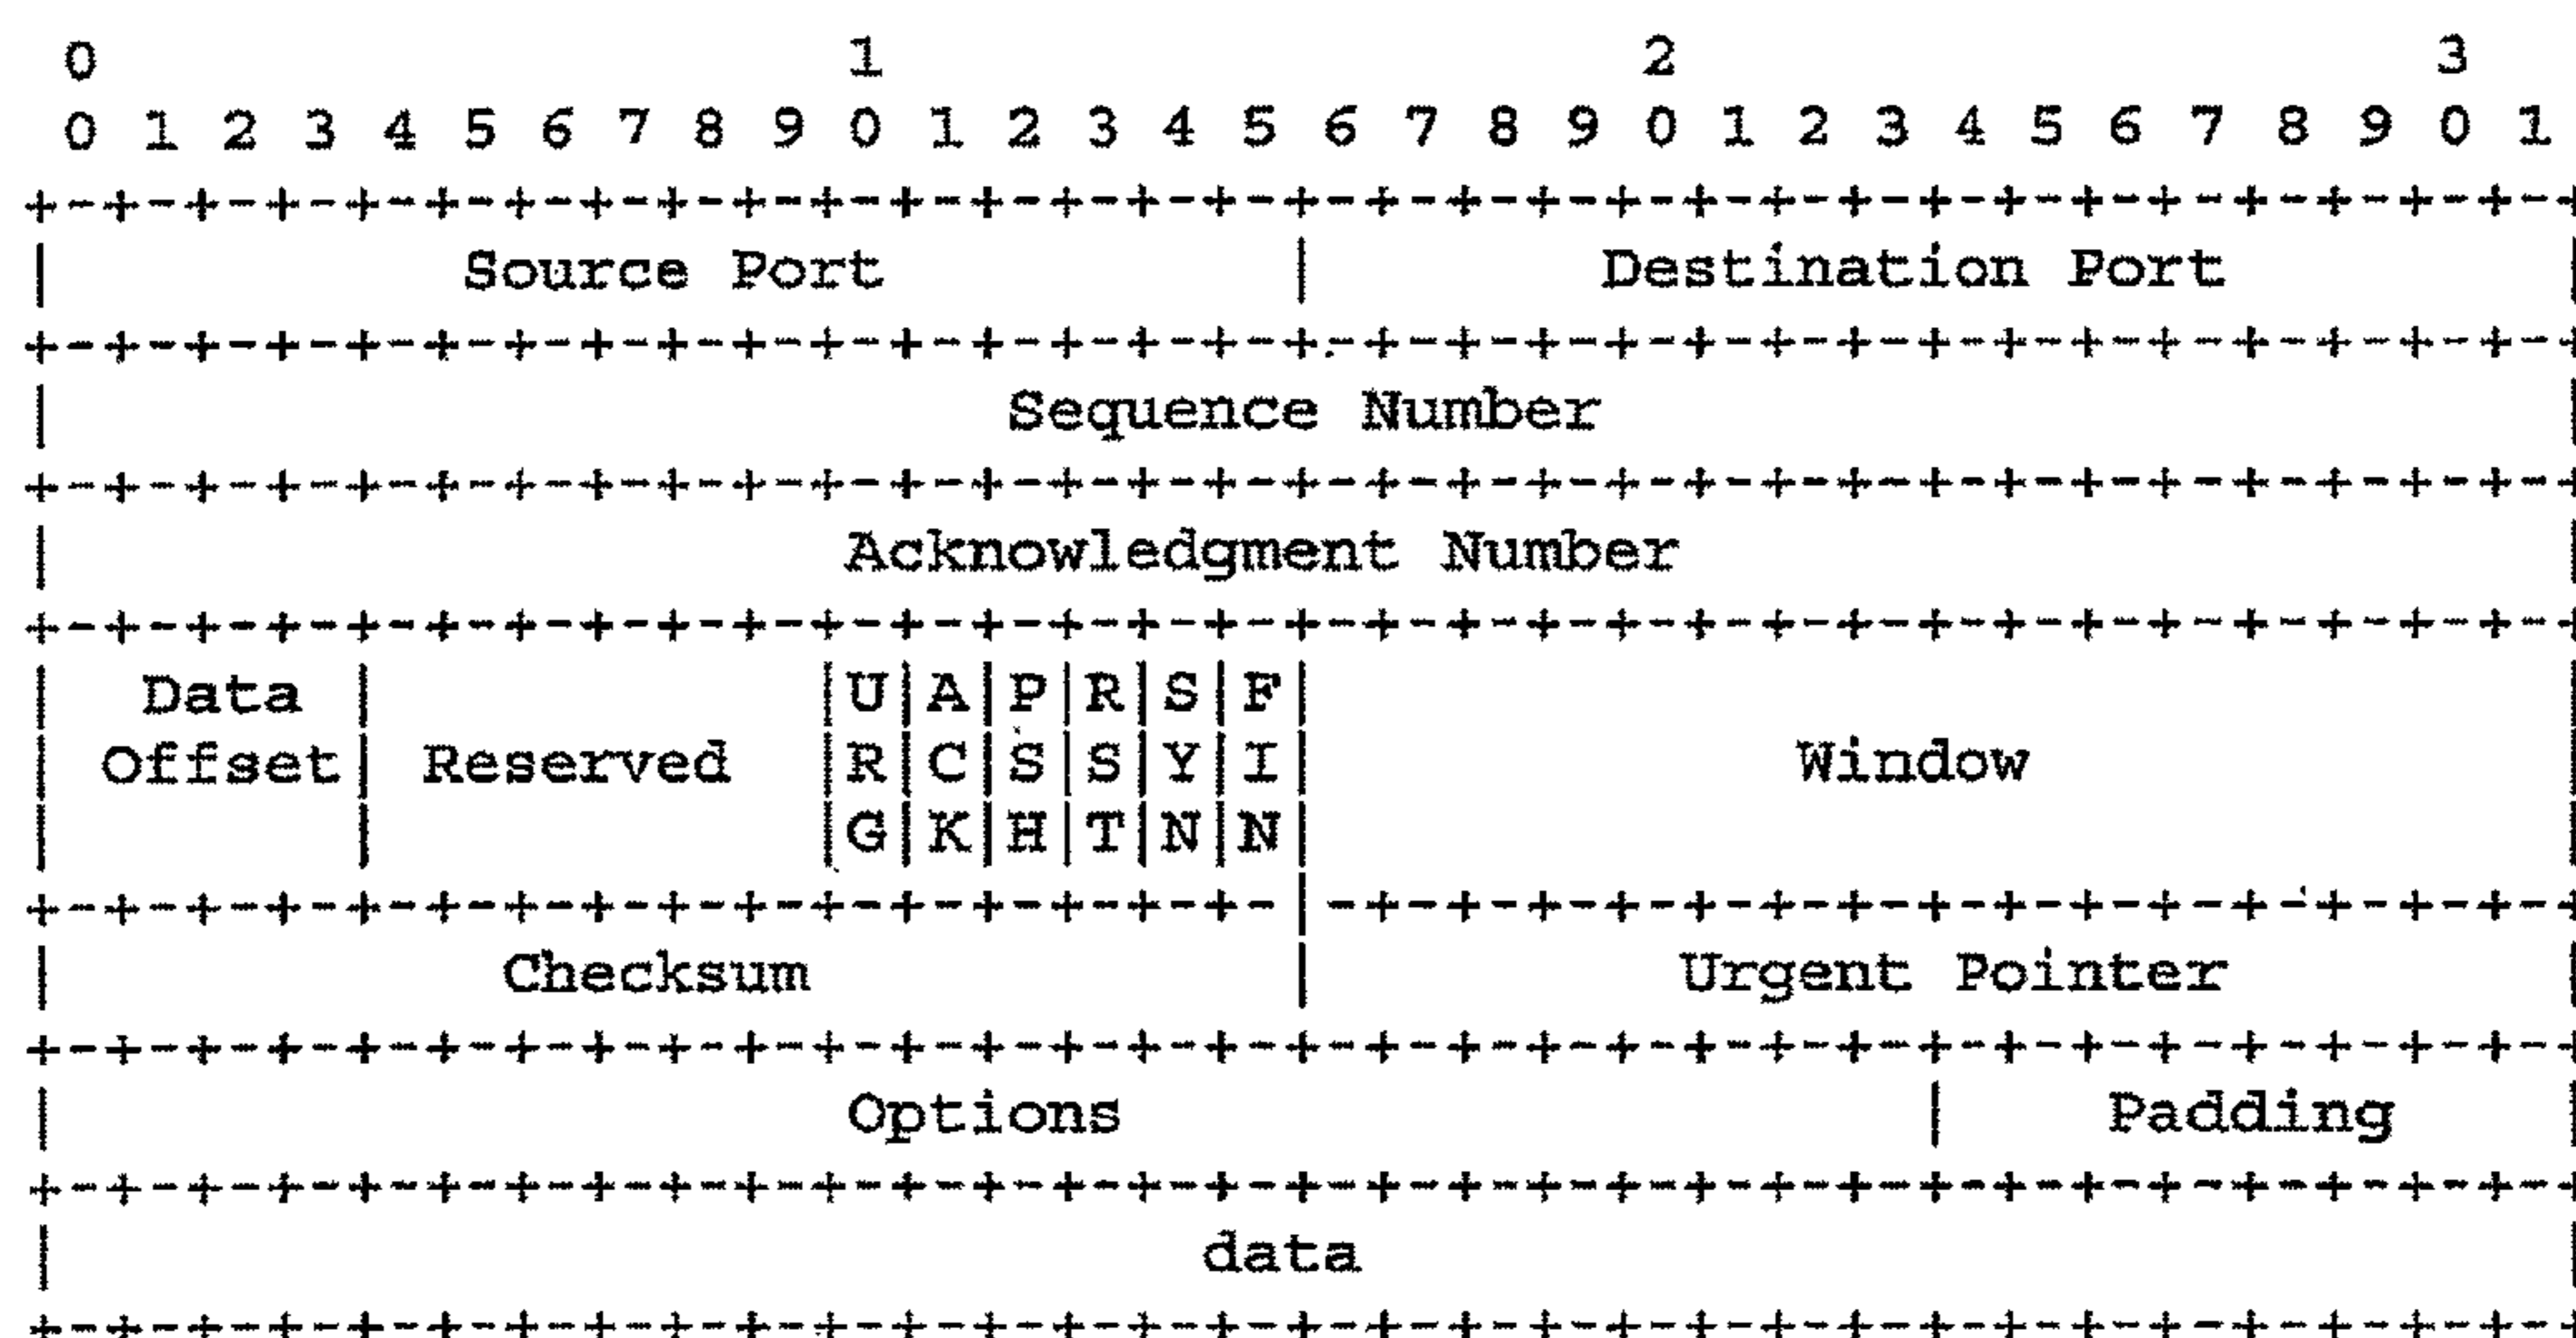 0                   1                   2                   3
 0 1 2 3 4 5 6 7 8 9 0 1 2 3 4 5 6 7 8 9 0 1 2 3 4 5 6 7 8 9 0 1
+-+-+-+-+-+-+-+-+-+-+-+-+-+-+-+-+-+-+-+-+-+-+-+-+-+-+-+-+-+-+-+-+
|          Source Port          |       Destination Port        |
+-+-+-+-+-+-+-+-+-+-+-+-+-+-+-+-+-+-+-+-+-+-+-+-+-+-+-+-+-+-+-+-+
|                        Sequence Number                        |
+-+-+-+-+-+-+-+-+-+-+-+-+-+-+-+-+-+-+-+-+-+-+-+-+-+-+-+-+-+-+-+-+
|                    Acknowledgment Number                      |
+-+-+-+-+-+-+-+-+-+-+-+-+-+-+-+-+-+-+-+-+-+-+-+-+-+-+-+-+-+-+-+-+
|  Data |           |U|A|P|R|S|F|                               |
| Offset| Reserved  |R|C|S|S|Y|I|            Window             |
|       |           |G|K|H|T|N|N|                               |
+-+-+-+-+-+-+-+-+-+-+-+-+-+-+-+-|-+-+-+-+-+-+-+-+-+-+-+-+-+-+-+-+
|           Checksum            |         Urgent Pointer        |
+-+-+-+-+-+-+-+-+-+-+-+-+-+-+-+-+-+-+-+-+-+-+-+-+-+-+-+-+-+-+-+-+
|                    Options                    |    Padding    |
+-+-+-+-+-+-+-+-+-+-+-+-+-+-+-+-+-+-+-+-+-+-+-+-+-+-+-+-+-+-+-+-+
|                             data                              |
+-+-+-+-+-+-+-+-+-+-+-+-+-+-+-+-+-+-+-+-+-+-+-+-+-+-+-+-+-+-+-+-+